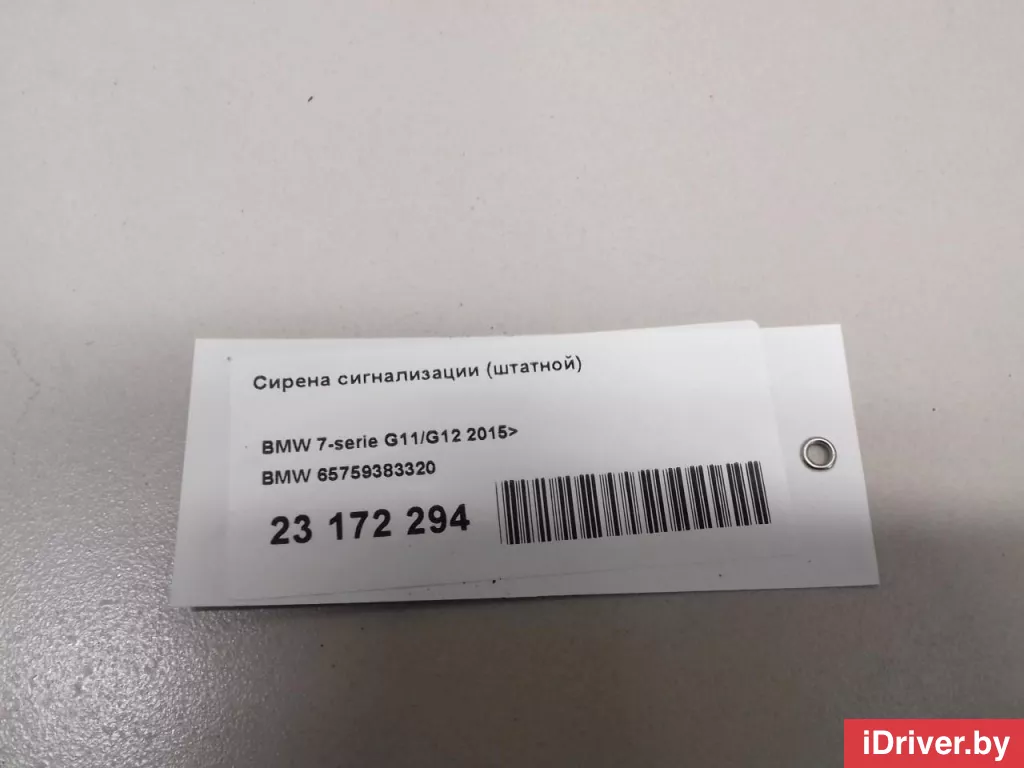 Сирена сигнализации (штатной)
BMW 7-serie G11/G12 2015>
BMW 65759383320
23 172 294
iDriver.by